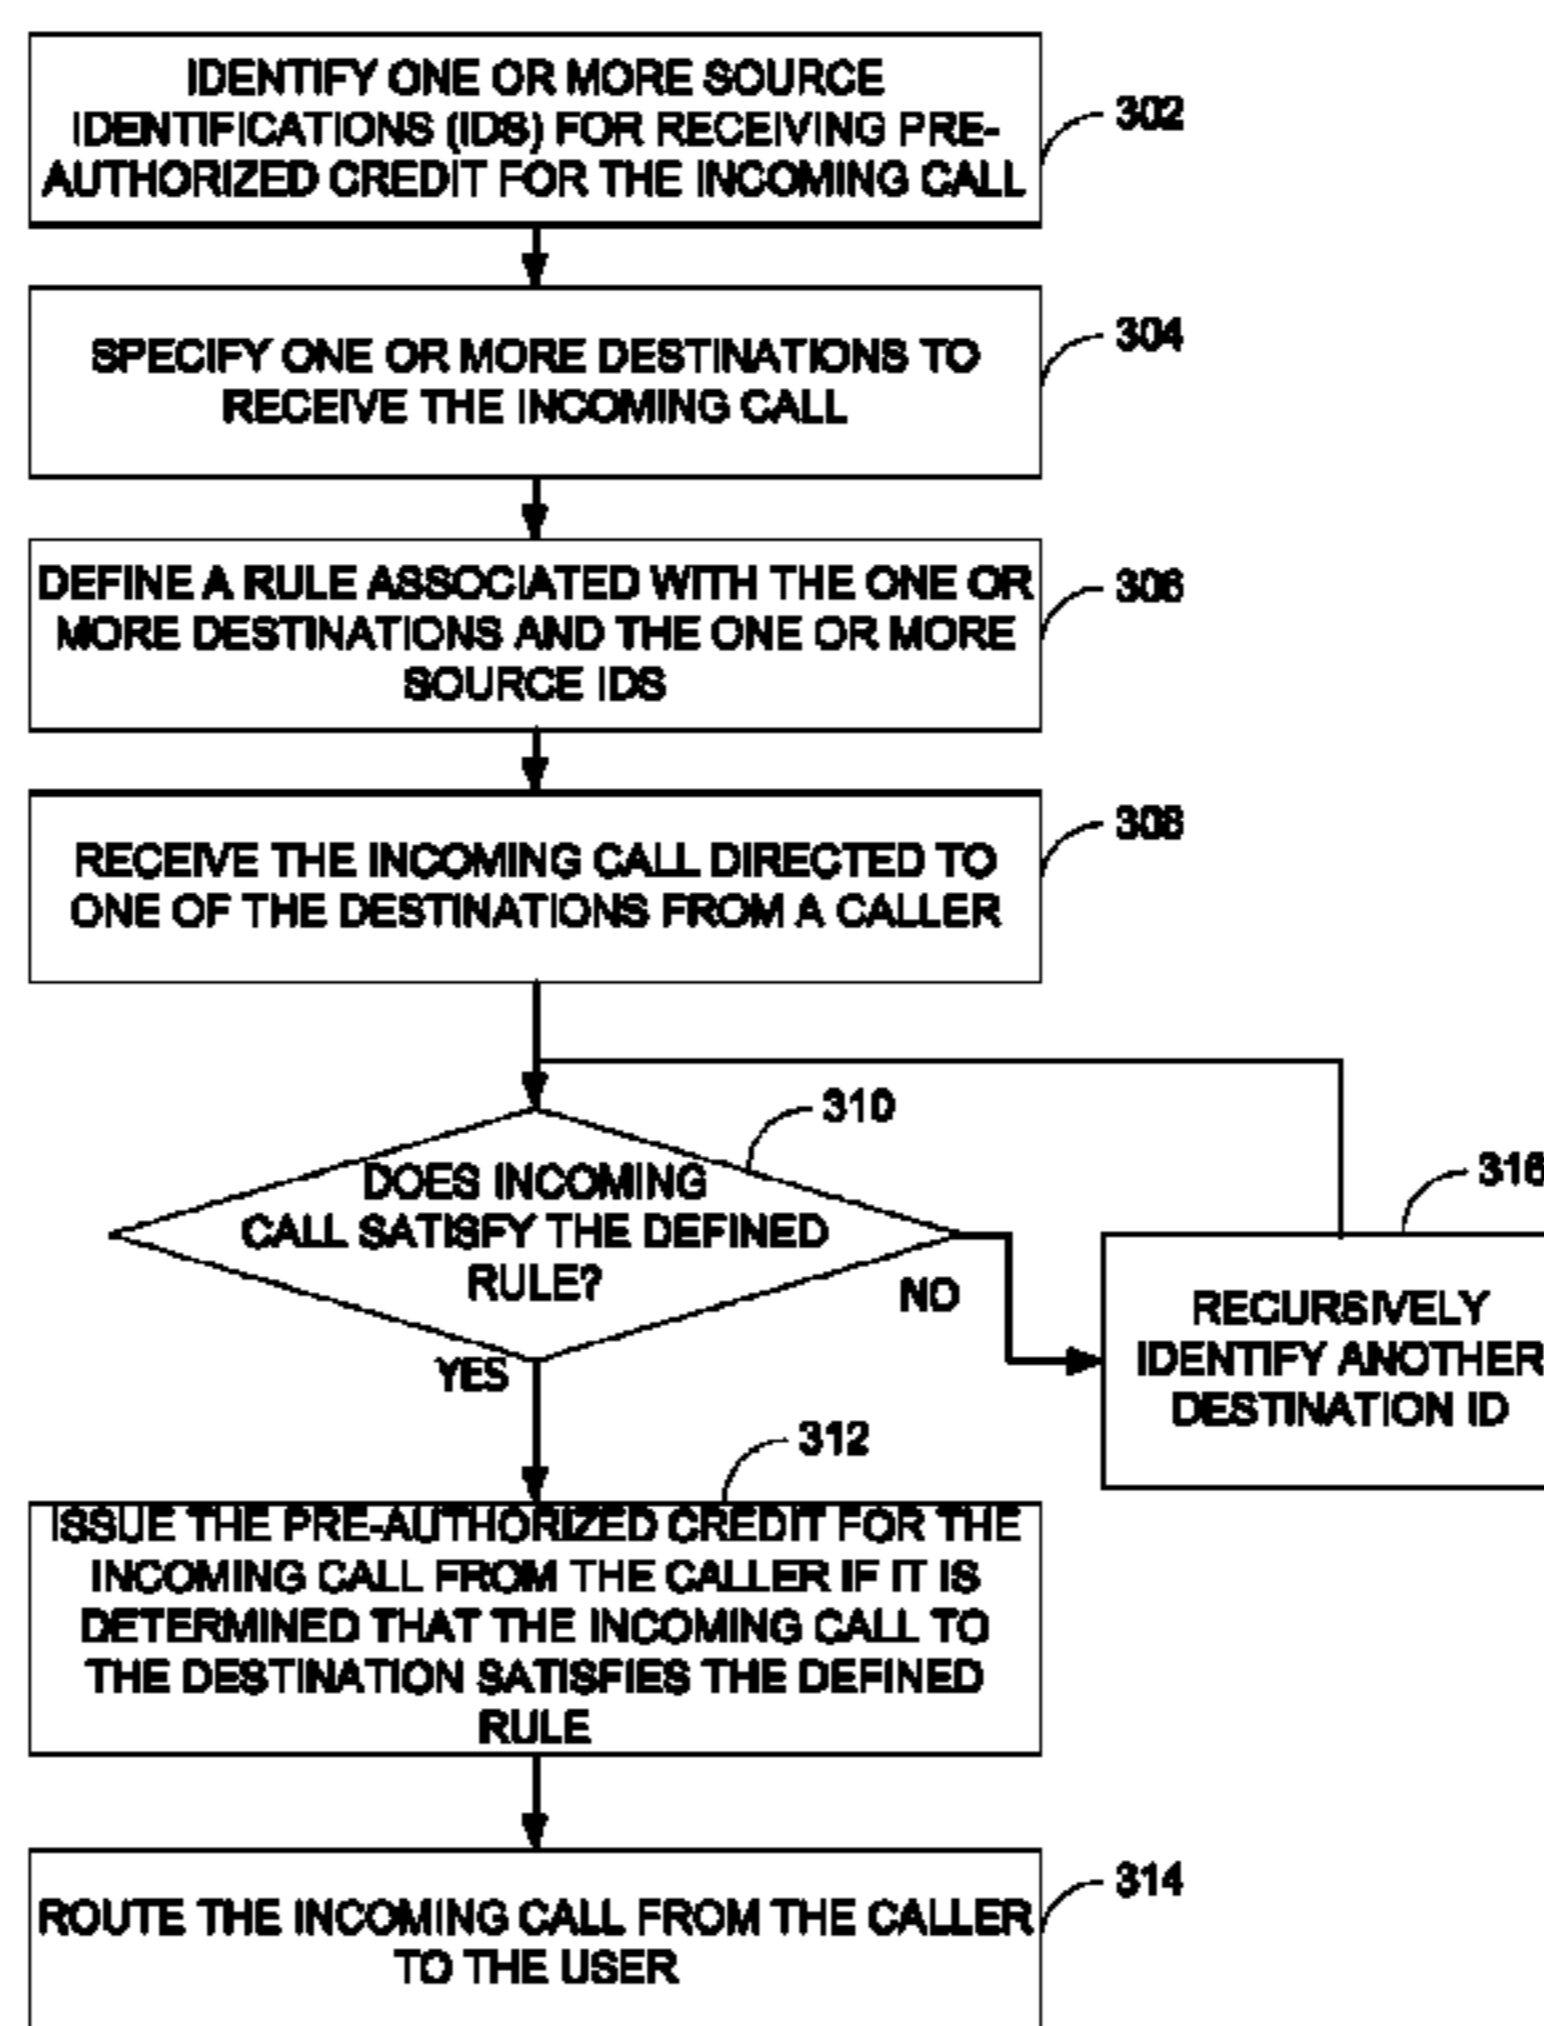 IDENTIFY ONE OR MORE SOURCE
IDENTIFICATIONS (IDS) FOR RECEIVING PRE-
AUTHORIZED CREDIT FOR THE INCOMING CALL
302
SPECIFY ONE OR MORE DESTINATIONS TO
RECEIVE THE INCOMING CALL
304
DEFINE A RULE ASSOCIATED WITH THE ONE OR
MORE DESTINATIONS AND THE ONE OR MORE
SOURCE IDS
306
RECEIVE THE INCOMING CALL DIRECTED TO
ONE OF THE DESTINATIONS FROM A CALLER
308
310
DOES INCOMING
CALL SATISFY THE DEFINED
RULE?
NO
YES
316
RECURSIVELY
IDENTIFY ANOTHER
DESTINATION ID
312
ISSUE THE PRE-AUTHORIZED CREDIT FOR THE
INCOMING CALL FROM THE CALLER IF IT IS
DETERMINED THAT THE INCOMING CALL TO
THE DESTINATION SATISFIES THE DEFINED
RULE
ROUTE THE INCOMING CALL FROM THE CALLER
TO THE USER
314